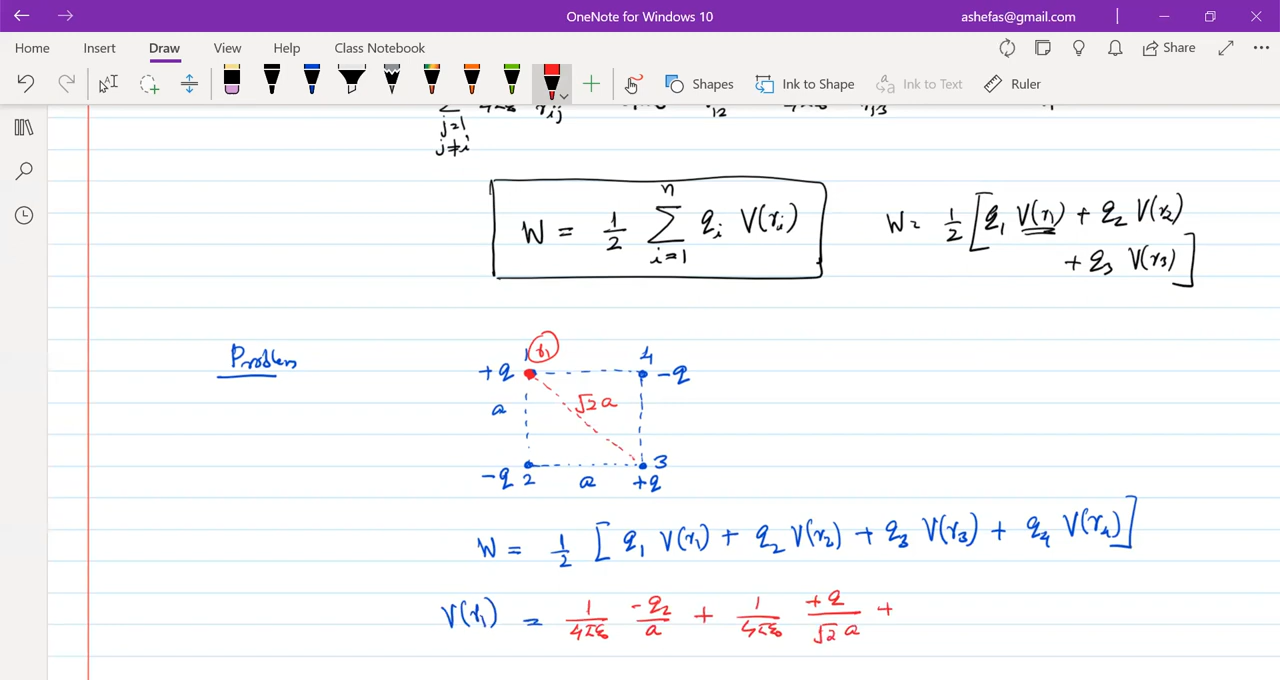 OneNote for Windows 10
ashefas@gmail.com
Home Insert Draw View Help Class Notebook Share
Shapes Ink to Shape Ink to Text Ruler
j=1
j≠i
W = 1/2 Σ_{i=1}^{n} q_i V(r_i)
W = 1/2 [q_1 V(r_1) + q_2 V(r_2)
+ q_3 V(r_3)]
Problem
1 r_1 4
+q -q
a √2 a
-q 2 a 3
+q
W = 1/2 [q_1 V(r_1) + q_2 V(r_2) + q_3 V(r_3) + q_4 V(r_4)]
V(r_1) = 1/4πε_0 -q_2/a + 1/4πε_0 +q/√2 a +